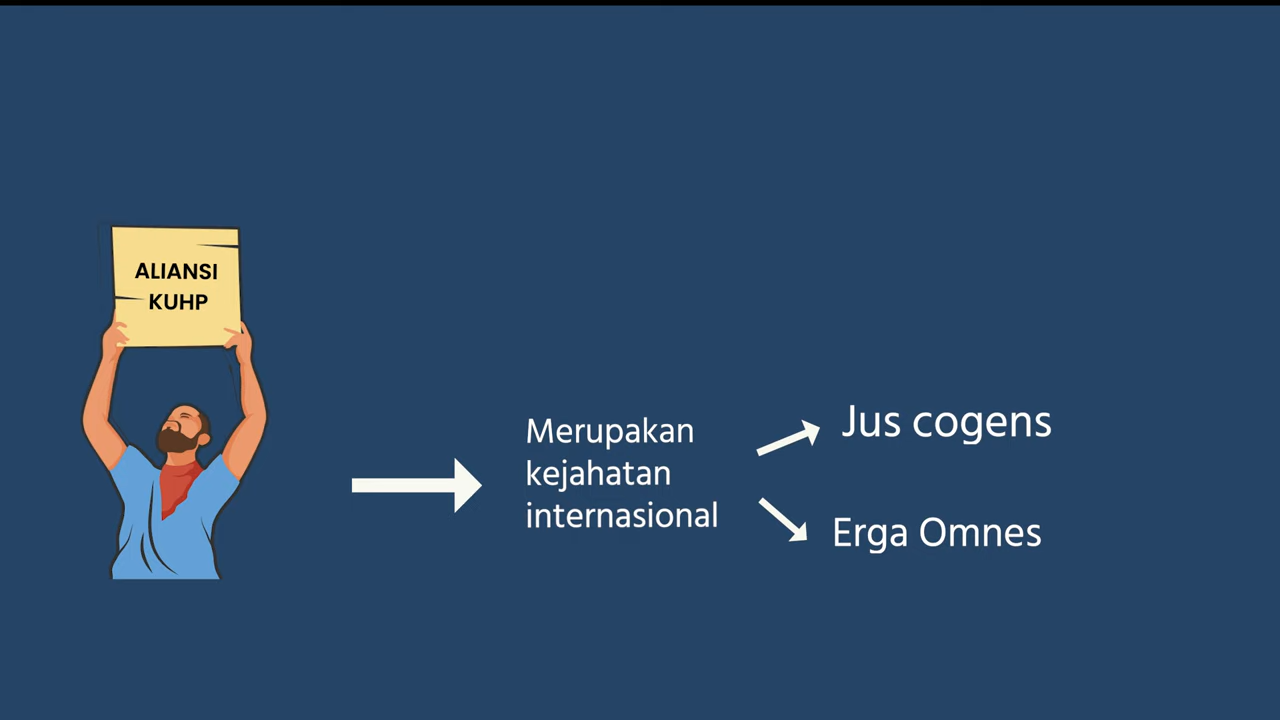 ALIANSI
KUHP
Merupakan
kejahatan
internasional
Jus cogens
Erga Omnes